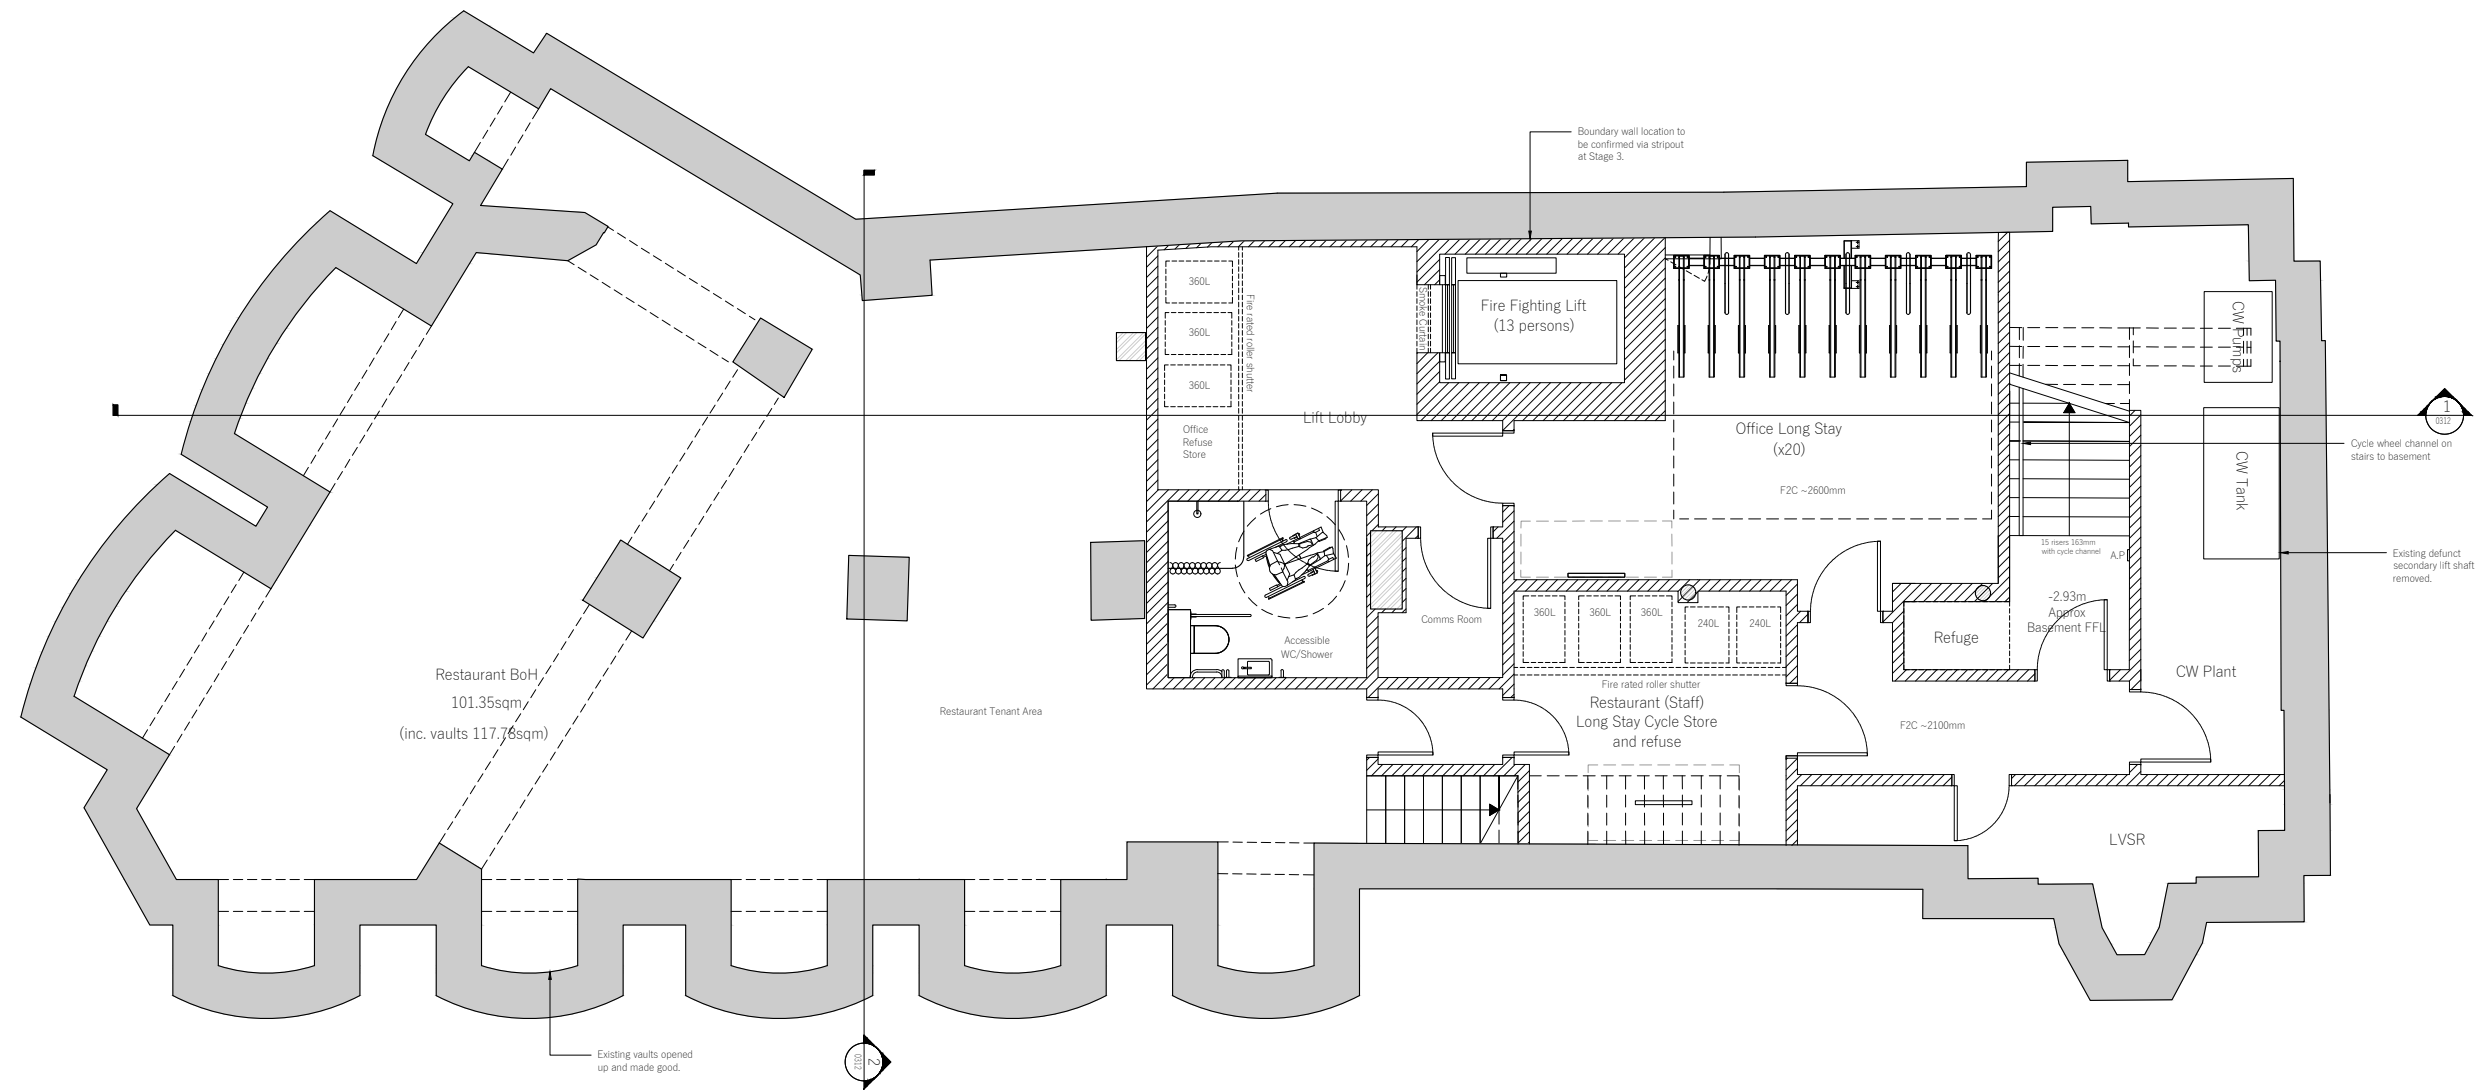 Boundary wall location to
be confirmed via stripout
at Stage 3.
360L
360L
360L
Fire rated roller shutter
Office
Refuse
Store
Lift Lobby
Smoke Curtain
Fire Fighting Lift
(13 persons)
Office Long Stay
(x20)
F2C ~2600mm
CW Pumps
CW Tank
1
0312
Cycle wheel channel on
stairs to basement
Existing defunct
secondary lift shaft
removed.
15 risers 163mm
with cycle channel
A.P
-2.93m
Approx
Basement FFL
Refuge
CW Plant
Comms Room
Accessible
WC/Shower
360L
360L
360L
240L
240L
Fire rated roller shutter
Restaurant (Staff)
Long Stay Cycle Store
and refuse
F2C ~2100mm
LVSR
Restaurant BoH
101.35sqm
(inc. vaults 117.78sqm)
Restaurant Tenant Area
Existing vaults opened
up and made good.
2
0312